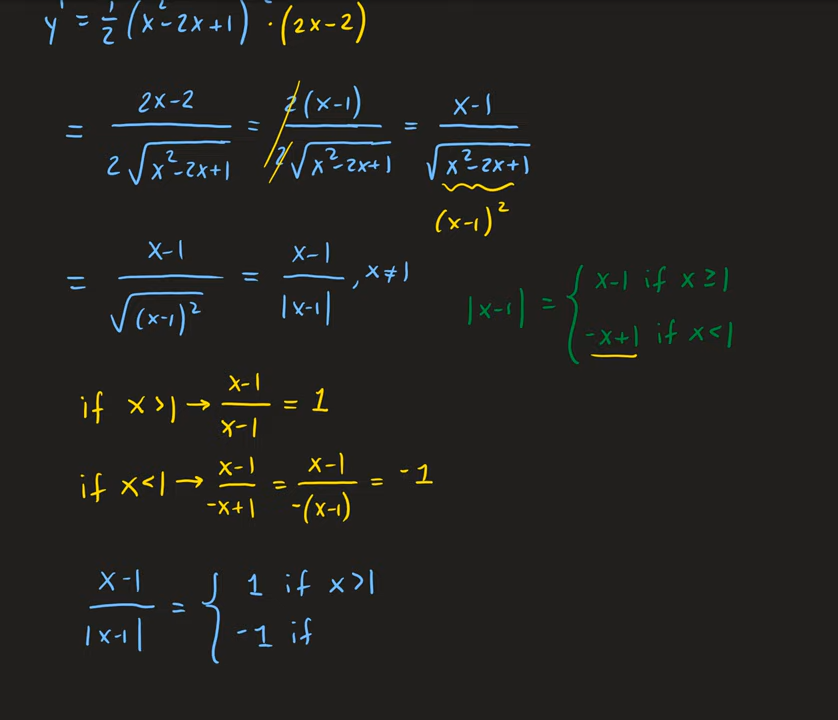 y' = 1/2 (x²-2x+1) · (2x-2)
= (2x-2)/(2√(x²-2x+1)) = 2(x-1)/(2√(x²-2x+1)) = (x-1)/√(x²-2x+1)
(x-1)²
= (x-1)/√((x-1)²) = (x-1)/|x-1| , x≠1
|x-1| = { x-1 if x≥1
-x+1 if x<1
if x>1 → (x-1)/(x-1) = 1
if x<1 → (x-1)/(-x+1) = (x-1)/(-(x-1)) = -1
(x-1)/|x-1| = { 1 if x>1
-1 if